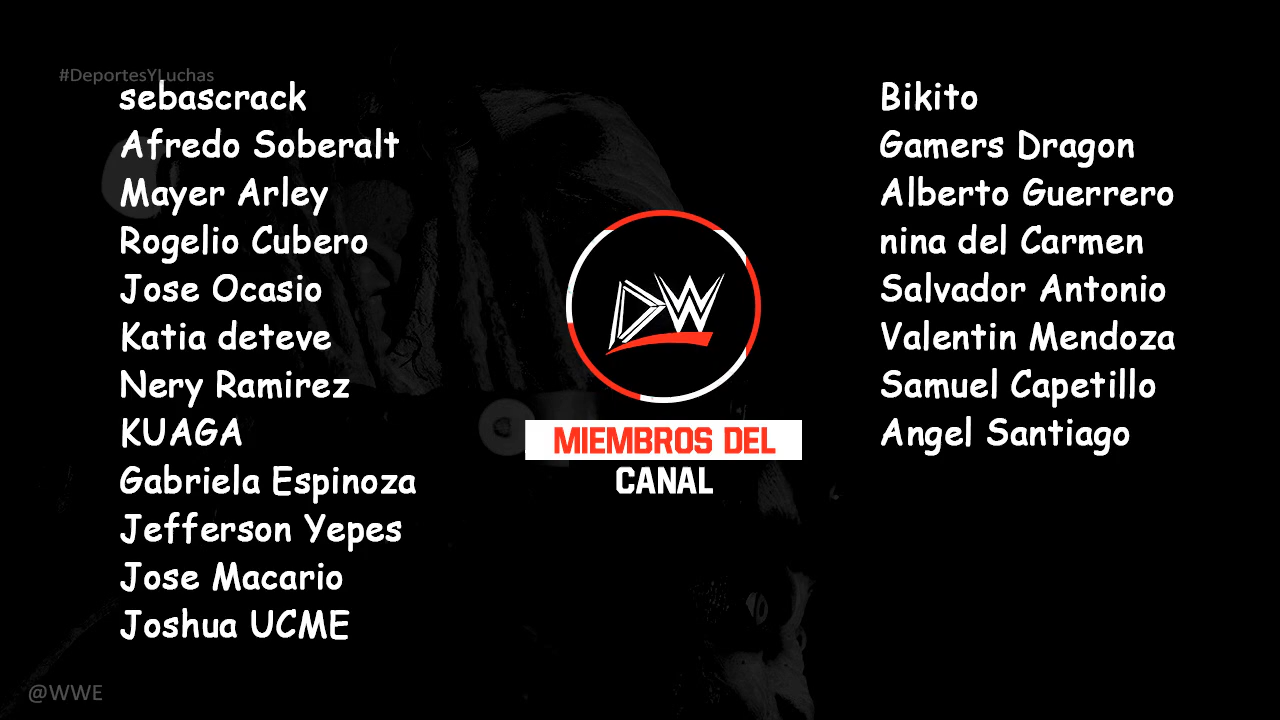 #DeportesYLuchas
sebascrack
Afredo Soberalt
Mayer Arley
Rogelio Cubero
Jose Ocasio
Katia deteve
Nery Ramirez
KUAGA
Gabriela Espinoza
Jefferson Yepes
Jose Macario
Joshua UCME
DW
MIEMBROS DEL
CANAL
Bikito
Gamers Dragon
Alberto Guerrero
nina del Carmen
Salvador Antonio
Valentin Mendoza
Samuel Capetillo
Angel Santiago
@WWE